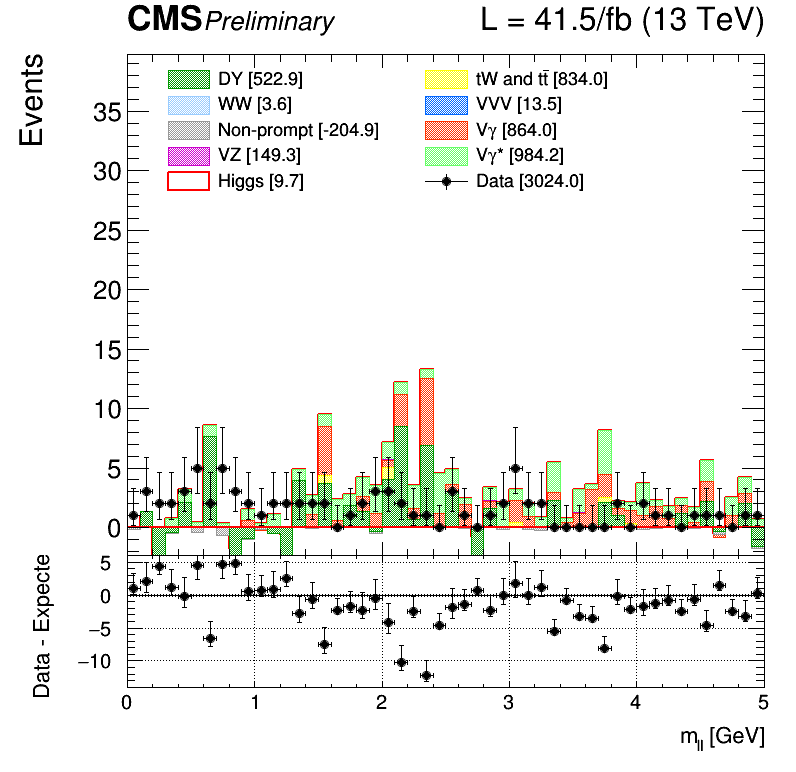 CMS Preliminary L = 41.5/fb (13 TeV)
Events
DY [522.9]
WW [3.6]
Non-prompt [-204.9]
VZ [149.3]
Higgs [9.7]
tW and tt̄ [834.0]
VVV [13.5]
Vγ [864.0]
Vγ* [984.2]
Data [3024.0]
35
30
25
20
15
10
5
0
Data - Expecte
5
0
−5
−10
0 1 2 3 4 5
m_ll [GeV]